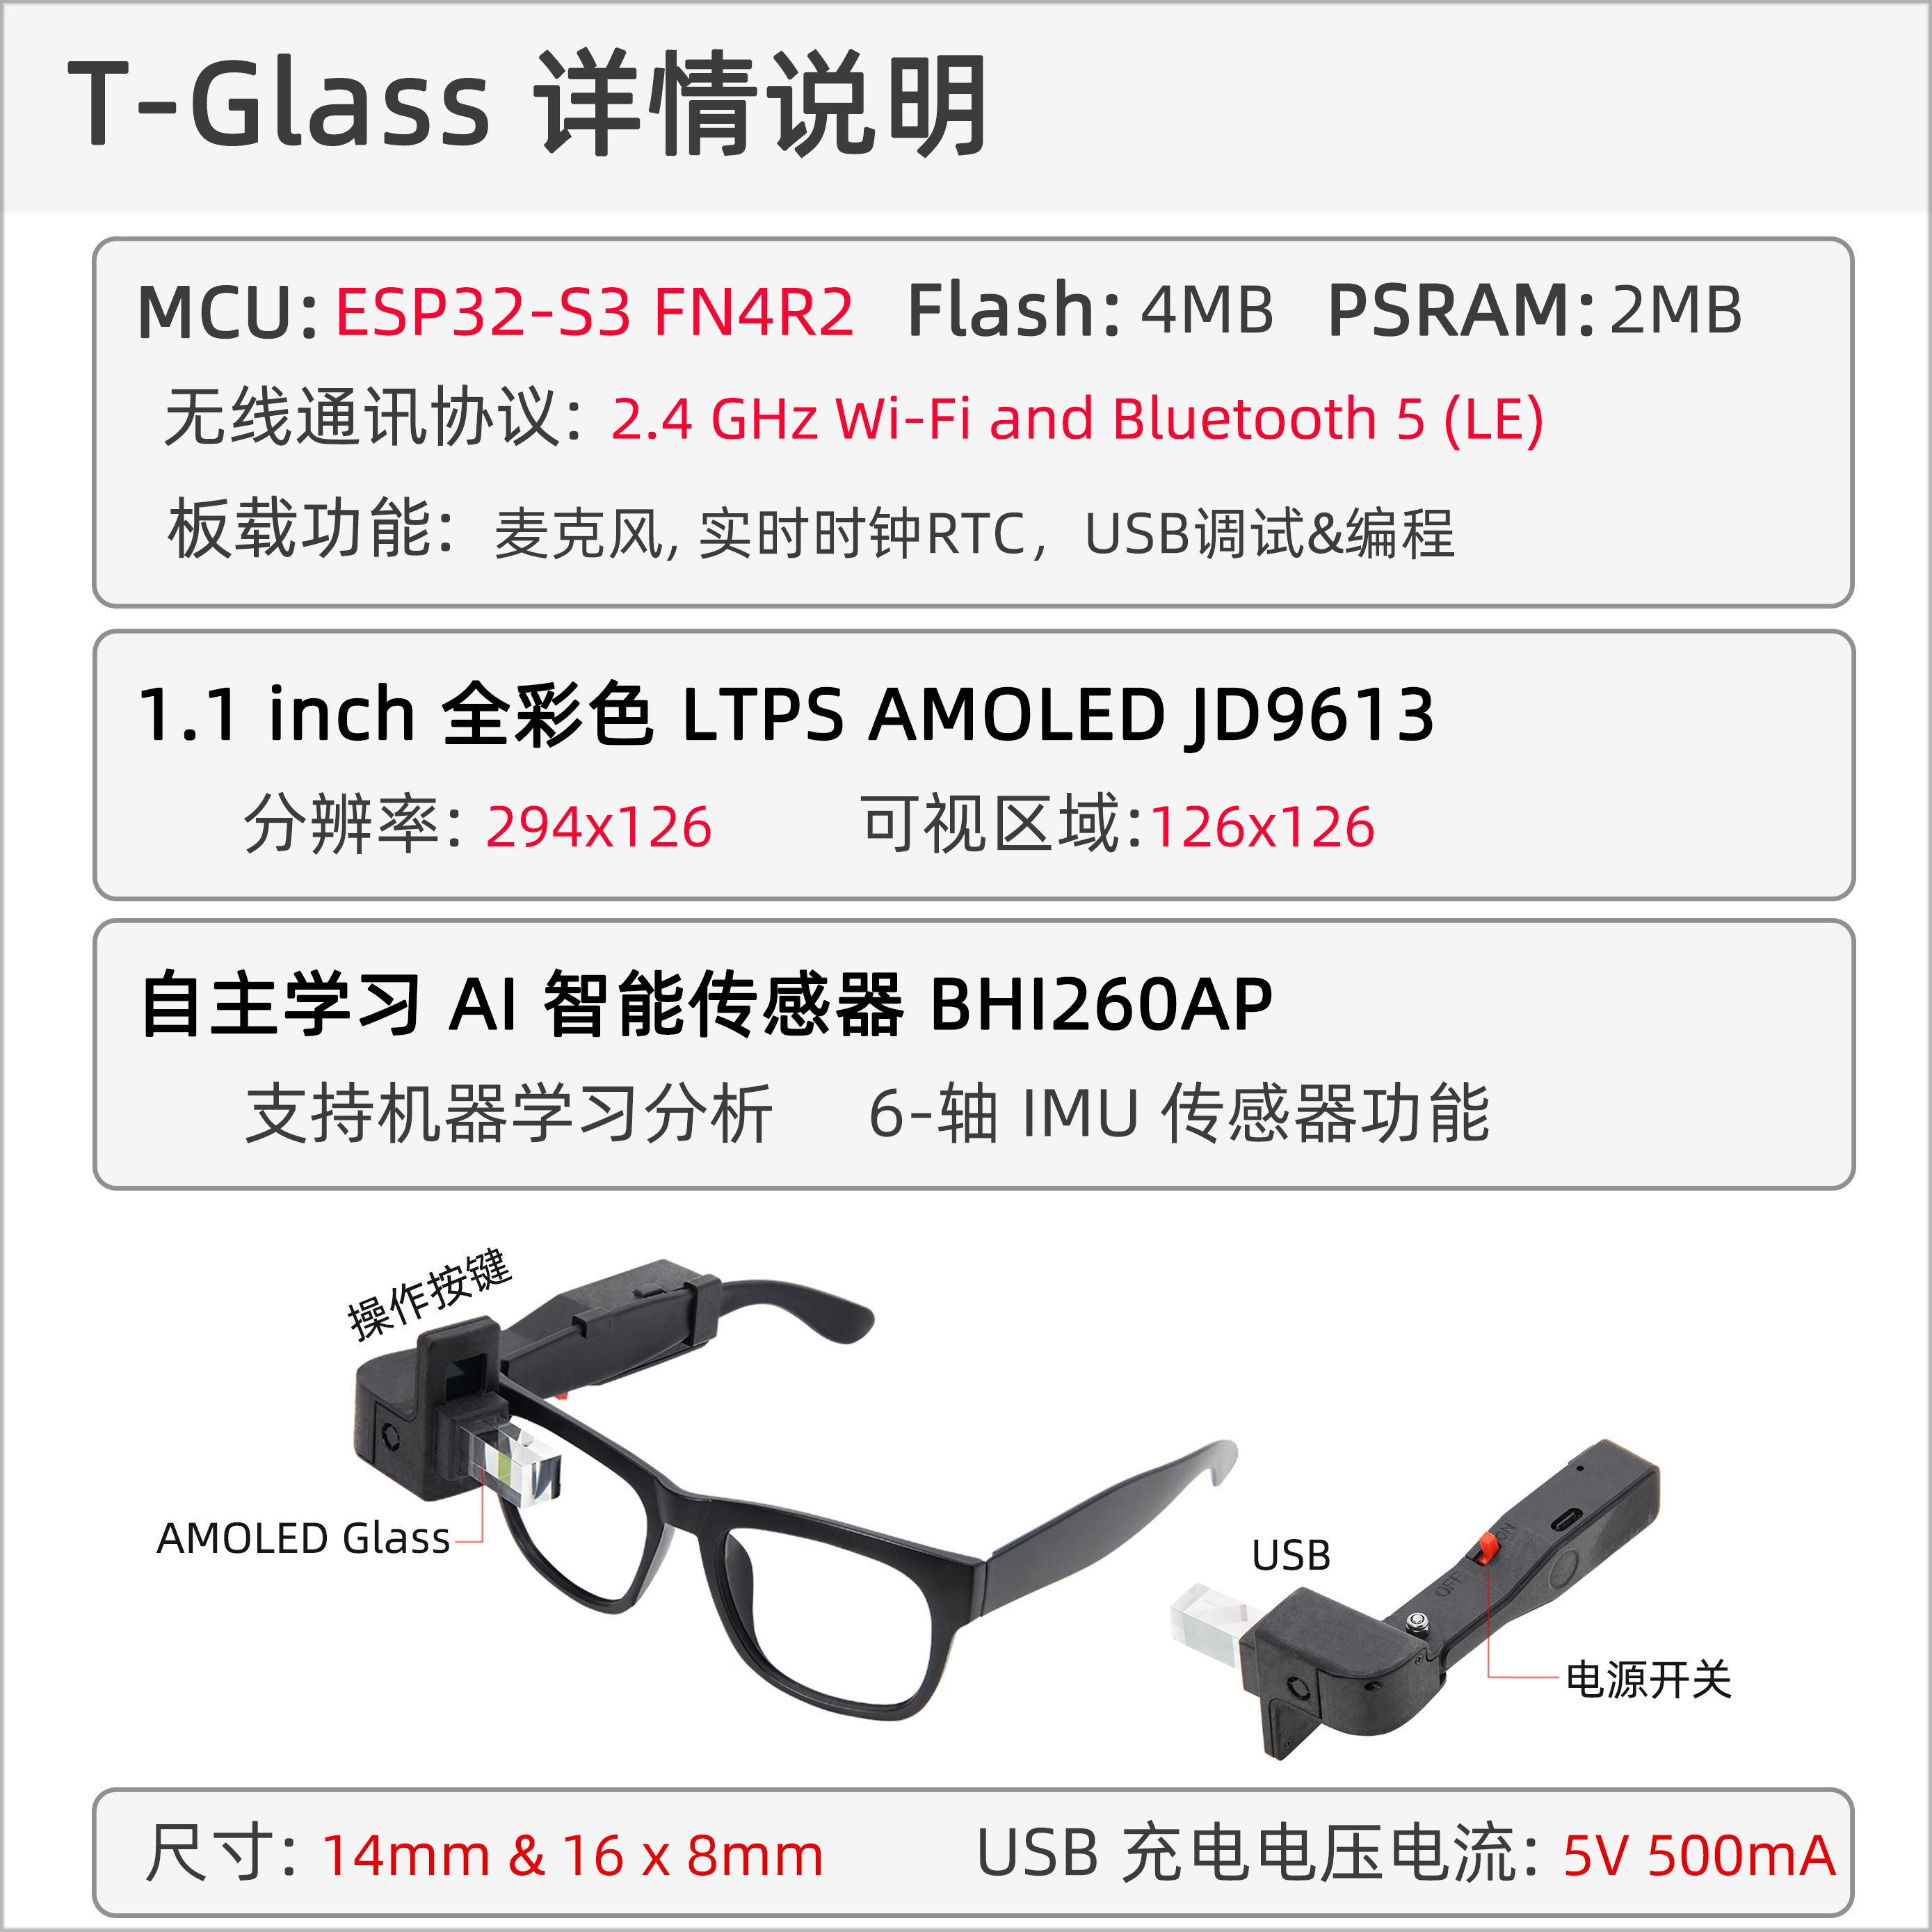 T-Glass 详情说明
MCU: ESP32-S3 FN4R2 Flash: 4MB PSRAM: 2MB
无线通讯协议: 2.4 GHz Wi-Fi and Bluetooth 5 (LE)
板载功能: 麦克风, 实时时钟RTC, USB调试&编程
1.1 inch 全彩色 LTPS AMOLED JD9613
分辨率: 294x126 可视区域:126x126
自主学习 AI 智能传感器 BHI260AP
支持机器学习分析 6-轴 IMU 传感器功能
操作按键
AMOLED Glass
USB
ON
OFF
电源开关
尺寸: 14mm & 16 x 8mm USB 充电电压电流: 5V 500mA